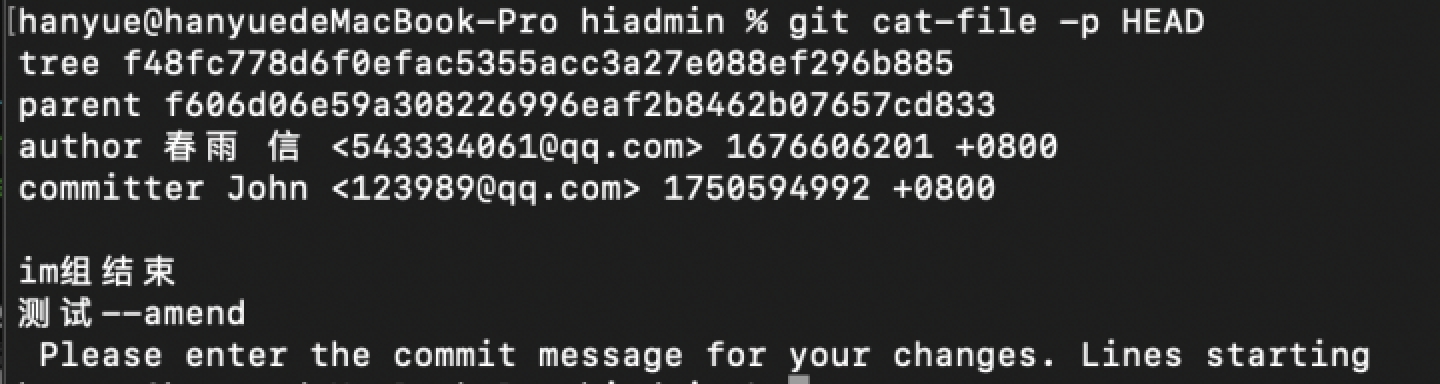 [hanyue@hanyuedeMacBook-Pro hiadmin % git cat-file -p HEAD
tree f48fc778d6f0efac5355acc3a27e088ef296b885
parent f606d06e59a308226996eaf2b8462b07657cd833
author 春雨 信 <543334061@qq.com> 1676606201 +0800
committer John <123989@qq.com> 1750594992 +0800
im组结束
测试--amend
Please enter the commit message for your changes. Lines starting